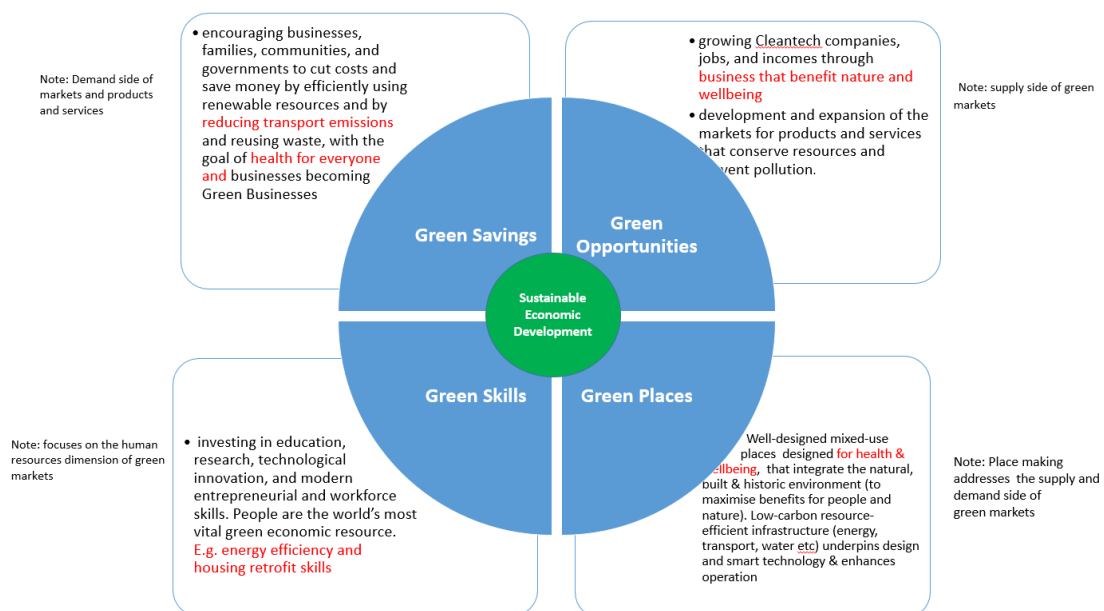 Note: Demand side of
markets and products
and services
• encouraging businesses,
families, communities, and
governments to cut costs and
save money by efficiently using
renewable resources and by
reducing transport emissions
and reusing waste, with the
goal of health for everyone
and businesses becoming
Green Businesses
• growing Cleantech companies,
jobs, and incomes through
business that benefit nature and
wellbeing
• development and expansion of the
markets for products and services
that conserve resources and
vent pollution.
Note: supply side of green
markets
Green Savings
Green
Opportunities
Sustainable
Economic
Development
Green Skills
Green Places
Note: focuses on the human
resources dimension of green
markets
• investing in education,
research, technological
innovation, and modern
entrepreneurial and workforce
skills. People are the world’s most
vital green economic resource.
E.g. energy efficiency and
housing retrofit skills
Well-designed mixed-use
places designed for health &
ellbeing, that integrate the natural,
built & historic environment (to
maximise benefits for people and
nature). Low-carbon resource-
efficient infrastructure (energy,
transport, water etc) underpins design
and smart technology & enhances
operation
Note: Place making
addresses the supply and
demand side of
green markets